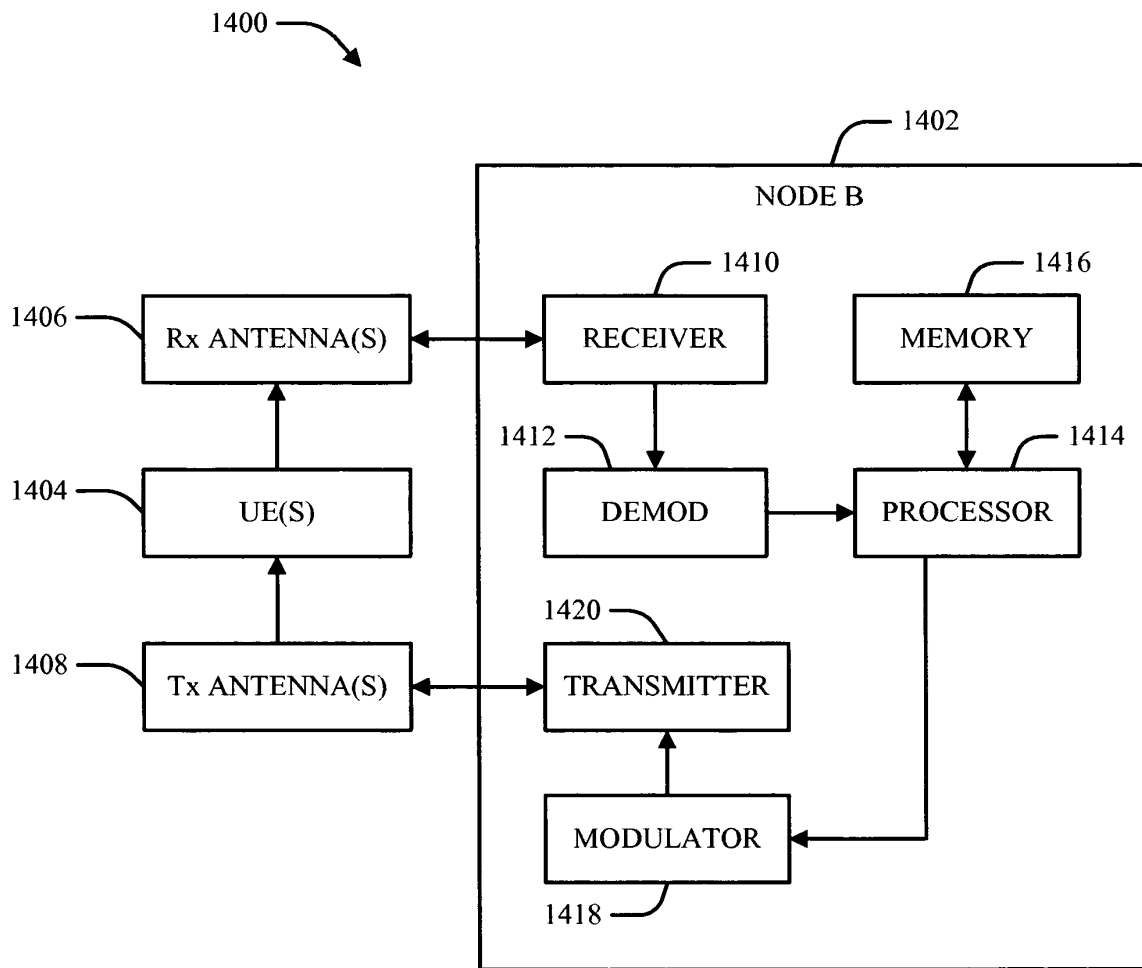 1400
1402
NODE B
1410
1416
1406
Rx ANTENNA(S)
RECEIVER
MEMORY
1412
1414
1404
UE(S)
DEMOD
PROCESSOR
1420
1408
Tx ANTENNA(S)
TRANSMITTER
MODULATOR
1418